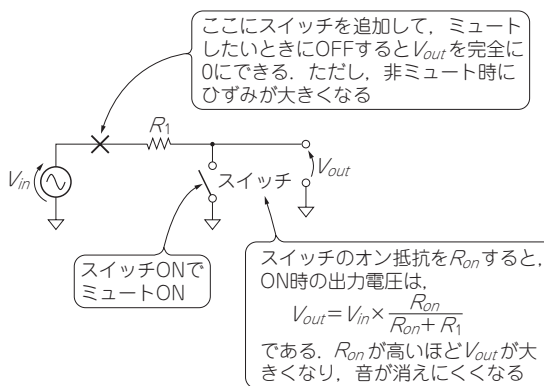 ここにスイッチを追加して，ミュート
したいときにOFFするとVoutを完全に
0にできる．ただし，非ミュート時に
ひずみが大きくなる
R1
Vin
スイッチ
Vout
スイッチONで
ミュートON
スイッチのオン抵抗をRonすると，
ON時の出力電圧は，
Vout=Vin×Ron/(Ron+R1)
である．Ronが高いほどVoutが大
きくなり，音が消えにくくなる